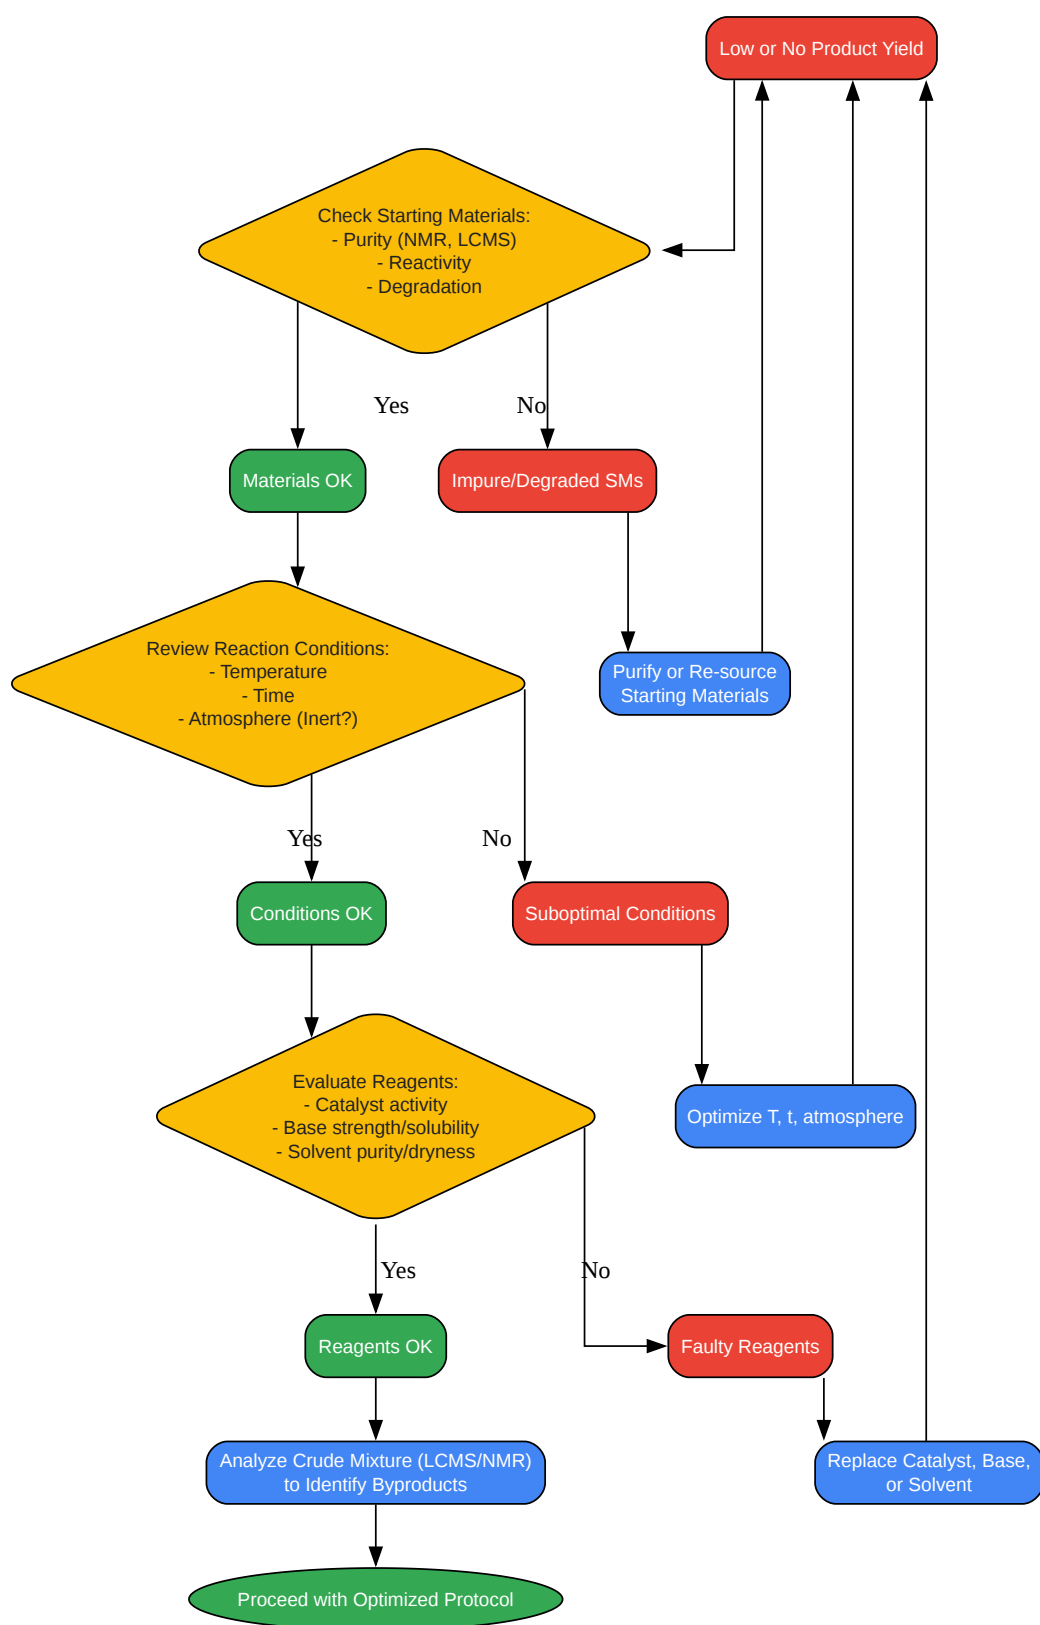 Low or No Product Yield
Check Starting Materials:
- Purity (NMR, LCMS)
- Reactivity
- Degradation
Yes
No
Materials OK
Impure/Degraded SMs
Review Reaction Conditions:
- Temperature
- Time
- Atmosphere (Inert?)
Purify or Re-source
Starting Materials
Yes
No
Conditions OK
Suboptimal Conditions
Evaluate Reagents:
- Catalyst activity
- Base strength/solubility
- Solvent purity/dryness
Optimize T, t, atmosphere
Yes
No
Reagents OK
Faulty Reagents
Analyze Crude Mixture (LCMS/NMR)
to Identify Byproducts
Replace Catalyst, Base,
or Solvent
Proceed with Optimized Protocol